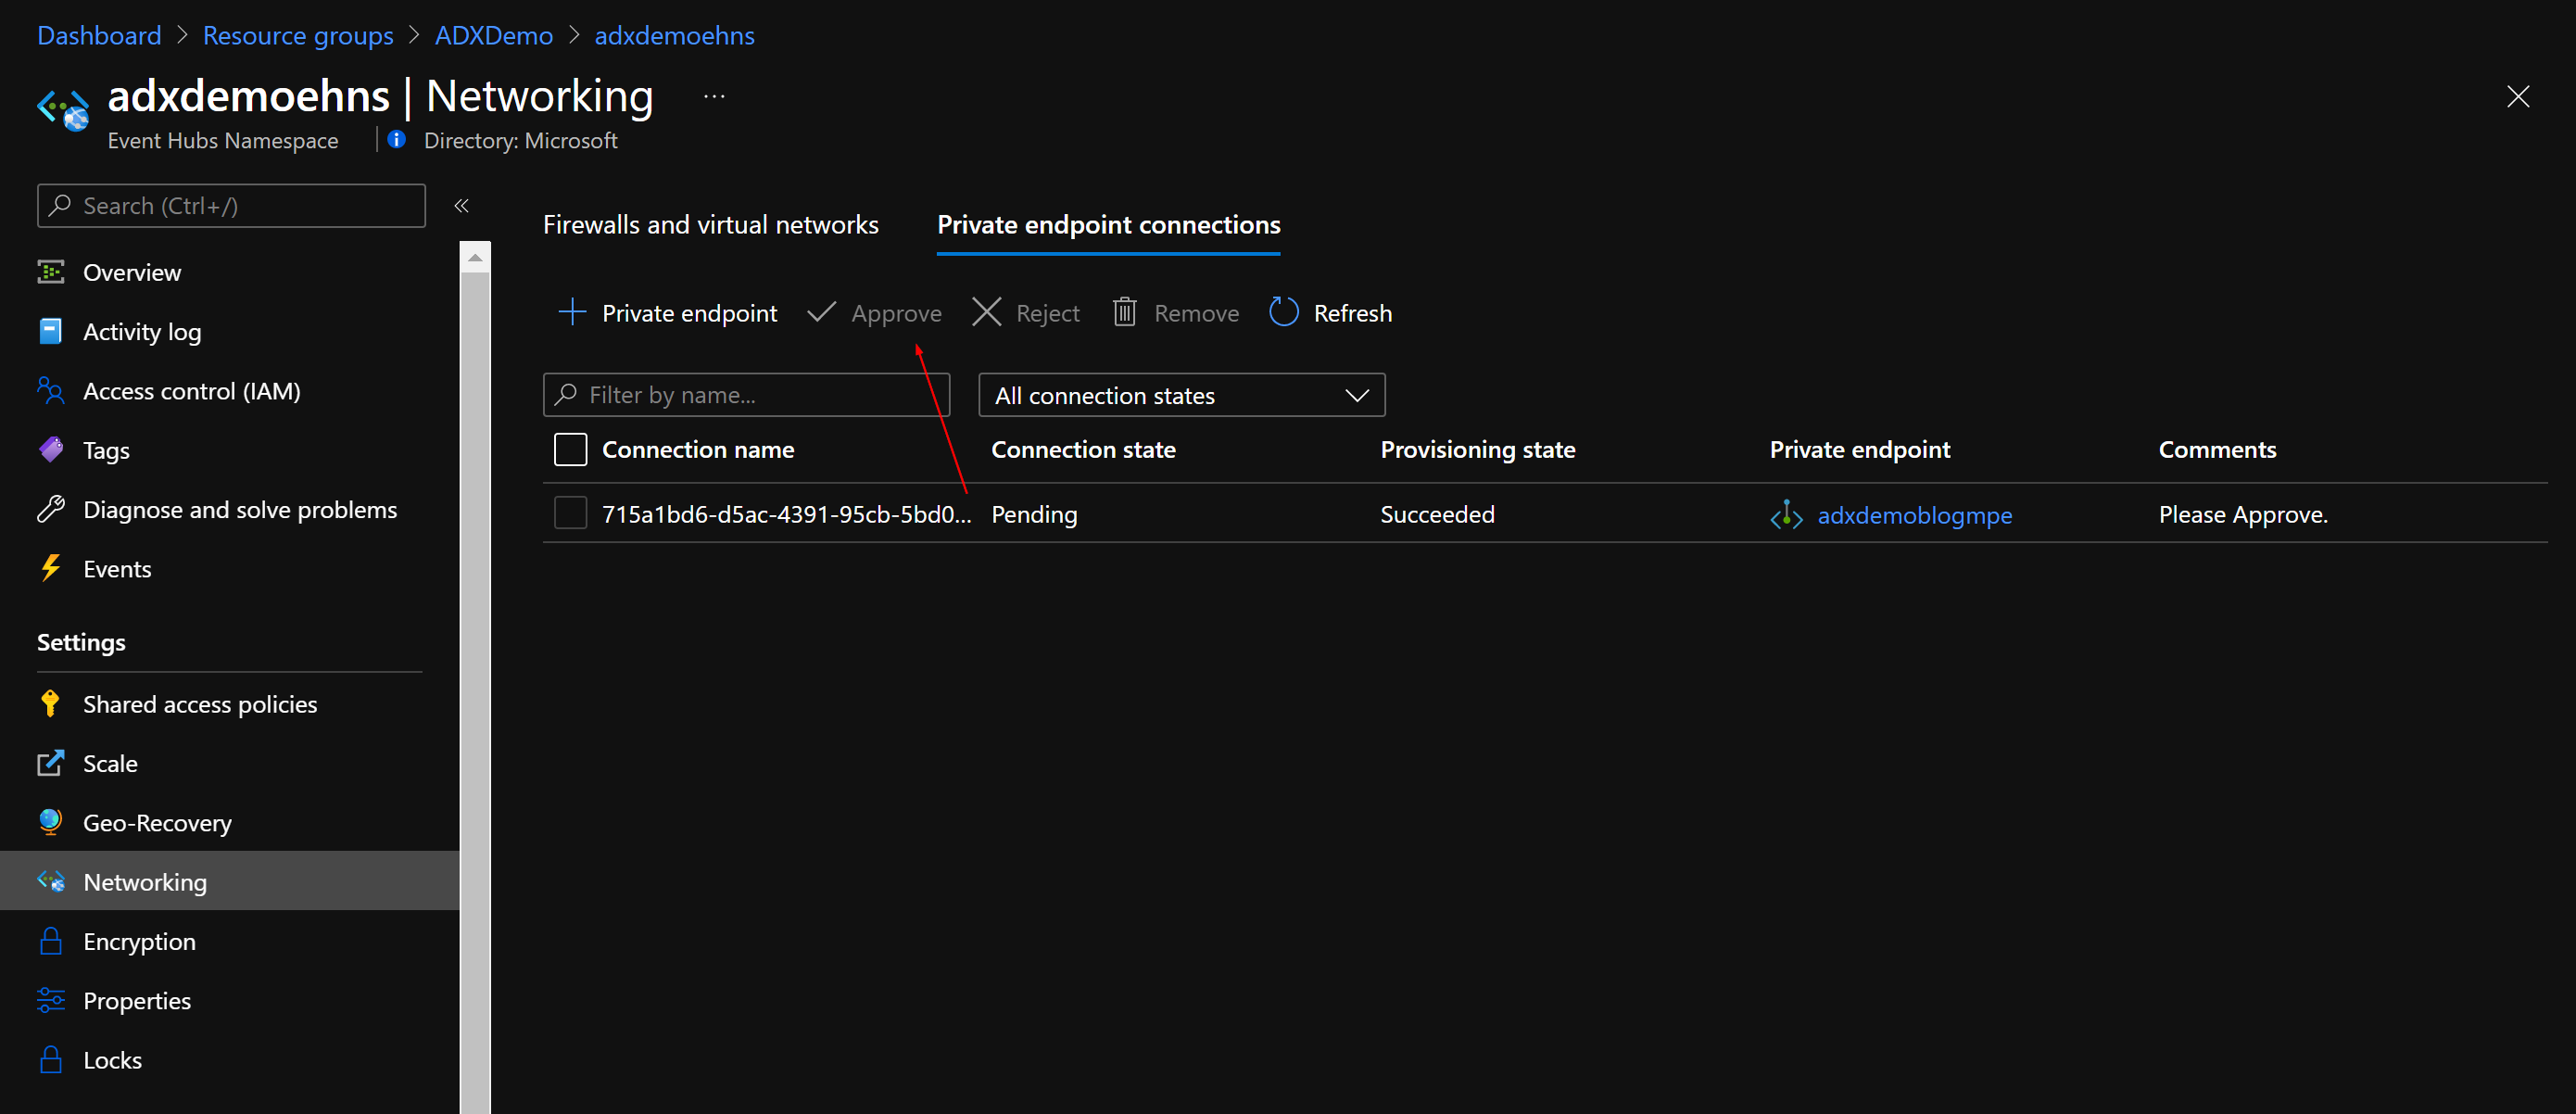 Dashboard > Resource groups > ADXDemo > adxdemoehns
adxdemoehns | Networking ...
Event Hubs Namespace | Directory: Microsoft
Search (Ctrl+/)
Overview
Activity log
Access control (IAM)
Tags
Diagnose and solve problems
Events
Settings
Shared access policies
Scale
Geo-Recovery
Networking
Encryption
Properties
Locks
Firewalls and virtual networks Private endpoint connections
Private endpoint Approve Reject Remove Refresh
Filter by name... All connection states
Connection name Connection state Provisioning state Private endpoint Comments
715a1bd6-d5ac-4391-95cb-5bd0... Pending Succeeded adxdemoblogmpe Please Approve.